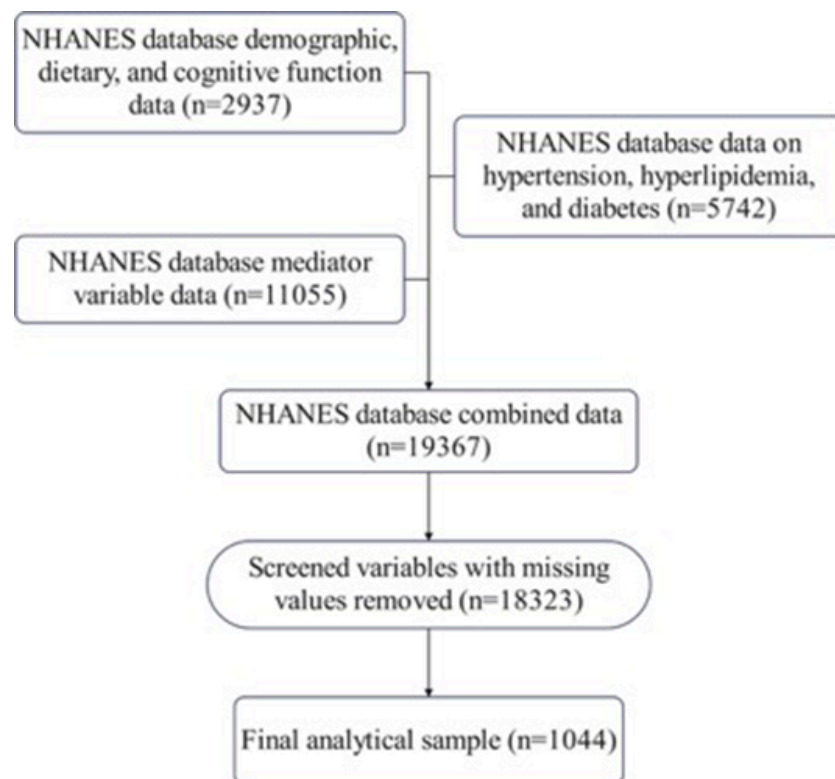 NHANES database demographic,
dietary, and cognitive function
data (n=2937)
NHANES database data on
hypertension, hyperlipidemia,
and diabetes (n=5742)
NHANES database mediator
variable data (n=11055)
NHANES database combined data
(n=19367)
Screened variables with missing
values removed (n=18323)
Final analytical sample (n=1044)